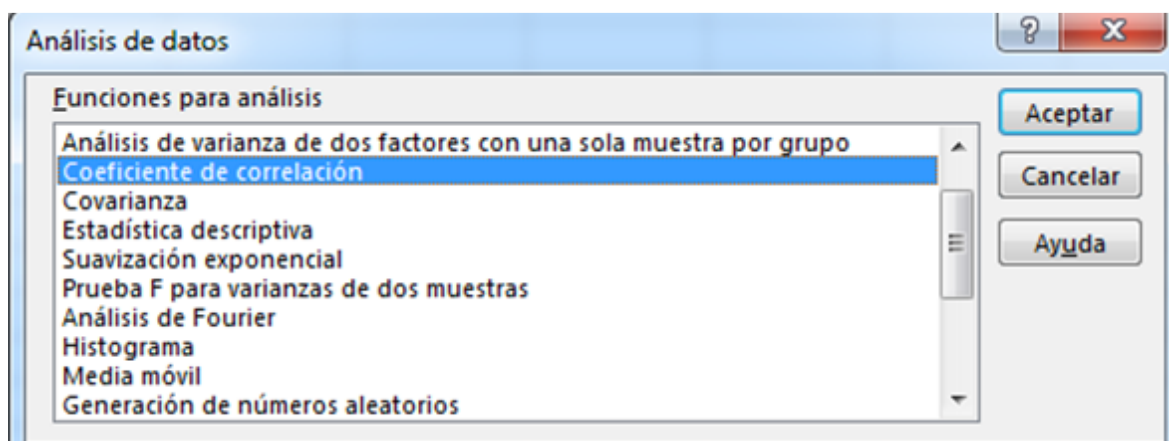 Análisis de datos
Funciones para análisis
Análisis de varianza de dos factores con una sola muestra por grupo
Coeficiente de correlación
Covarianza
Estadística descriptiva
Suavización exponencial
Prueba F para varianzas de dos muestras
Análisis de Fourier
Histograma
Media móvil
Generación de números aleatorios
Aceptar
Cancelar
Ayuda